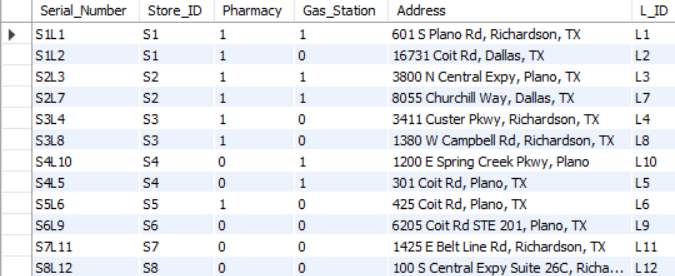 Serial_Number Store_ID Pharmacy Gas_Station Address L_ID
S1L1 S1 1 1 601 S Plano Rd, Richardson, TX L1
S1L2 S1 1 0 16731 Coit Rd, Dallas, TX L2
S2L3 S2 1 1 3800 N Central Expy, Plano, TX L3
S2L7 S2 1 1 8055 Churchill Way, Dallas, TX L7
S3L4 S3 1 0 3411 Custer Pkwy, Richardson, TX L4
S3L8 S3 1 0 1380 W Campbell Rd, Richardson, TX L8
S4L10 S4 0 1 1200 E Spring Creek Pkwy, Plano L10
S4L5 S4 0 1 301 Coit Rd, Plano, TX L5
S5L6 S5 1 0 425 Coit Rd, Plano, TX L6
S6L9 S6 0 0 6205 Coit Rd STE 201, Plano, TX L9
S7L11 S7 0 0 1425 E Belt Line Rd, Richardson, TX L11
S8L12 S8 0 0 100 S Central Expy Suite 26C, Richa... L12